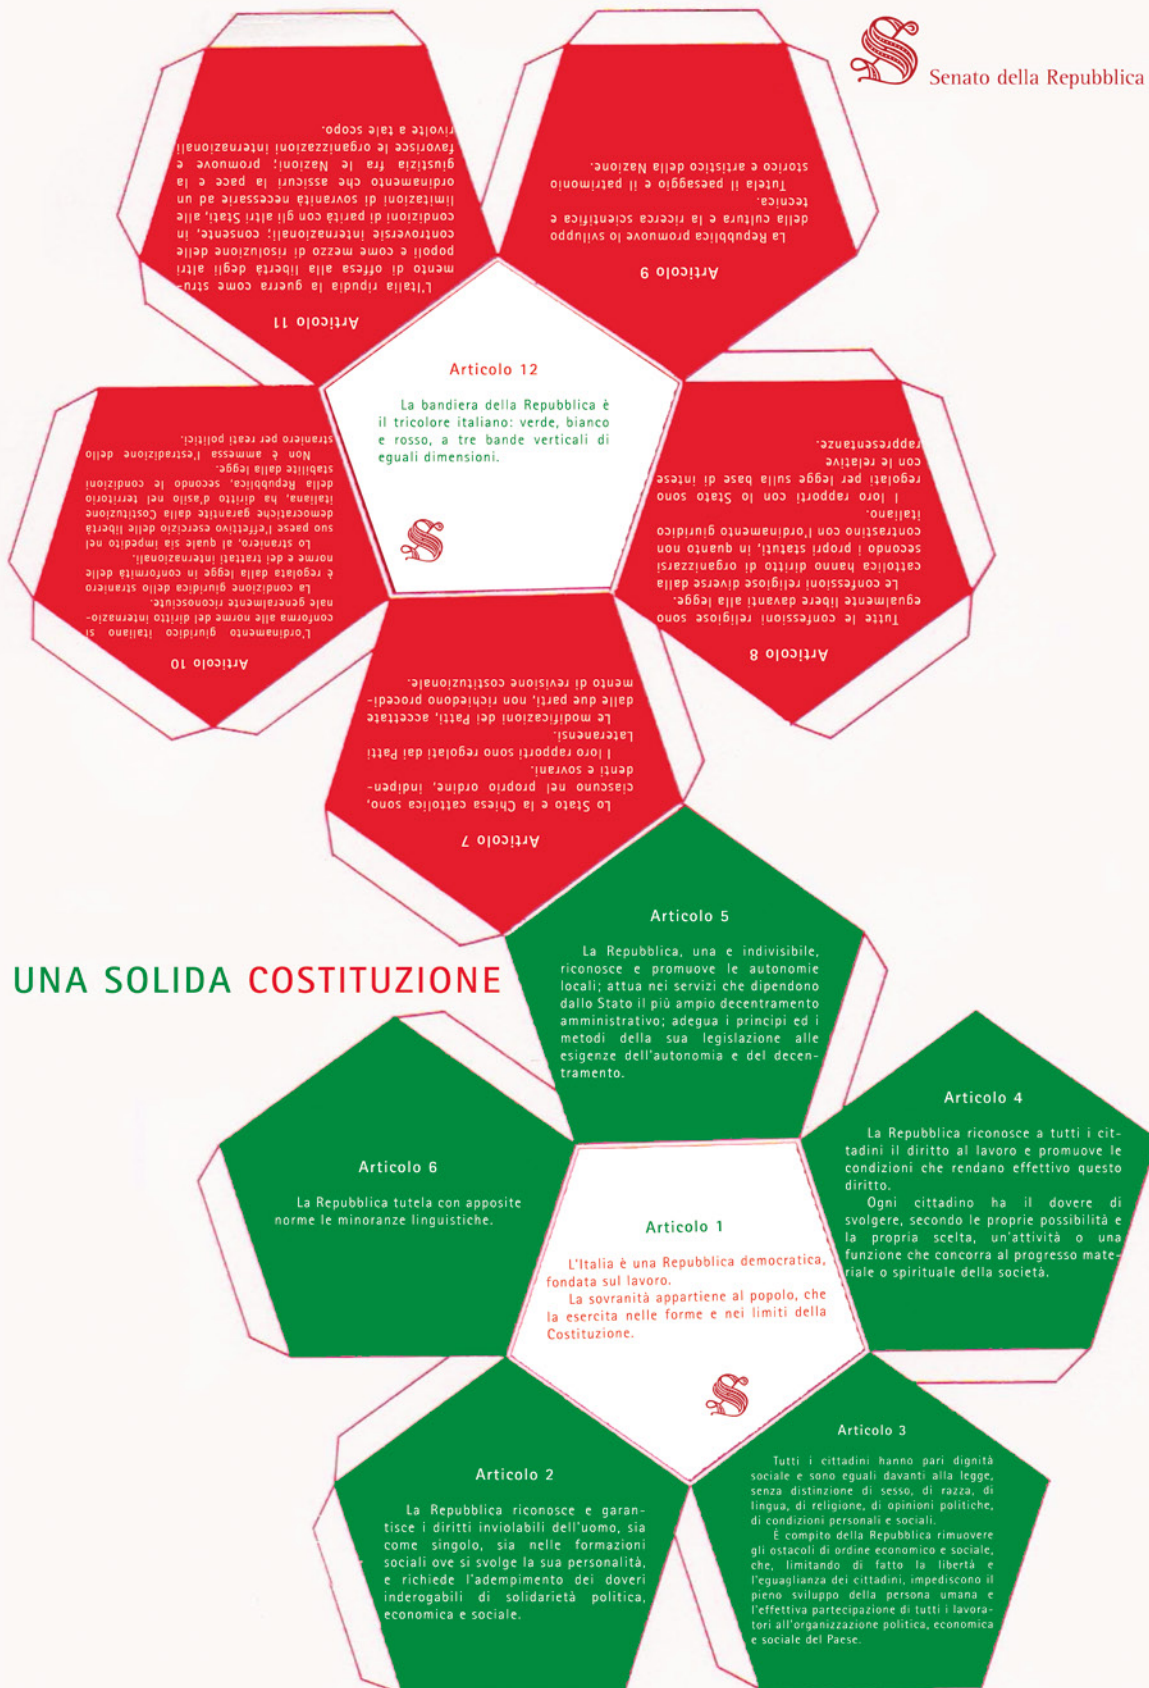 Senato della Repubblica
Articolo 11
L'Italia ripudia la guerra come stru-
mento di offesa alla libertà degli altri
popoli e come mezzo di risoluzione delle
controversie internazionali; consente, in
condizioni di parità con gli altri Stati, alle
limitazioni di sovranità necessarie ad un
ordinamento che assicuri la pace e la
giustizia fra le Nazioni; promuove e
favorisce le organizzazioni internazionali
rivolte a tale scopo.
Articolo 9
La Repubblica promuove lo sviluppo
della cultura e la ricerca scientifica e
tecnica.
Tutela il paesaggio e il patrimonio
storico e artistico della Nazione.
Articolo 12
La bandiera della Repubblica è
il tricolore italiano: verde, bianco
e rosso, a tre bande verticali di
eguali dimensioni.
Articolo 10
L'ordinamento giuridico italiano si
conforma alle norme del diritto internazio-
nale generalmente riconosciute.
La condizione giuridica dello straniero
è regolata dalla legge in conformità delle
norme e dei trattati internazionali.
Lo straniero, al quale sia impedito nel
suo paese l'effettivo esercizio delle libertà
democratiche garantite dalla Costituzione
italiana, ha diritto d'asilo nel territorio
della Repubblica, secondo le condizioni
stabilite dalla legge.
Non è ammessa l'estradizione dello
straniero per reati politici.
Articolo 8
Tutte le confessioni religiose sono
egualmente libere davanti alla legge.
Le confessioni religiose diverse dalla
cattolica hanno diritto di organizzarsi
secondo i propri statuti, in quanto non
contrastino con l'ordinamento giuridico
italiano.
I loro rapporti con lo Stato sono
regolati per legge sulla base di intese
con le relative
rappresentanze.
Articolo 7
Lo Stato e la Chiesa cattolica sono,
ciascuno nel proprio ordine, indipen-
denti e sovrani.
I loro rapporti sono regolati dai Patti
Lateranensi.
Le modificazioni dei Patti, accettate
dalle due parti, non richiedono procedi-
mento di revisione costituzionale.
UNA SOLIDA COSTITUZIONE
Articolo 5
La Repubblica, una e indivisibile,
riconosce e promuove le autonomie
locali; attua nei servizi che dipendono
dallo Stato il più ampio decentramento
amministrativo; adegua i principi ed i
metodi della sua legislazione alle
esigenze dell'autonomia e del decen-
tramento.
Articolo 4
La Repubblica riconosce a tutti i cit-
tadini il diritto al lavoro e promuove le
condizioni che rendano effettivo questo
diritto.
Ogni cittadino ha il dovere di
svolgere, secondo le proprie possibilità e
la propria scelta, un'attività o una
funzione che concorra al progresso mate-
riale o spirituale della società.
Articolo 6
La Repubblica tutela con apposite
norme le minoranze linguistiche.
Articolo 1
L'Italia è una Repubblica democratica,
fondata sul lavoro.
La sovranità appartiene al popolo, che
la esercita nelle forme e nei limiti della
Costituzione.
Articolo 2
La Repubblica riconosce e garan-
tisce i diritti inviolabili dell'uomo, sia
come singolo, sia nelle formazioni
sociali ove si svolge la sua personalità,
e richiede l'adempimento dei doveri
inderogabili di solidarietà politica,
economica e sociale.
Articolo 3
Tutti i cittadini hanno pari dignità
sociale e sono eguali davanti alla legge,
senza distinzione di sesso, di razza, di
lingua, di religione, di opinioni politiche,
di condizioni personali e sociali.
È compito della Repubblica rimuovere
gli ostacoli di ordine economico e sociale,
che, limitando di fatto la libertà e
l'eguaglianza dei cittadini, impediscono il
pieno sviluppo della persona umana e
l'effettiva partecipazione di tutti i lavora-
tori all'organizzazione politica, economica
e sociale del Paese.